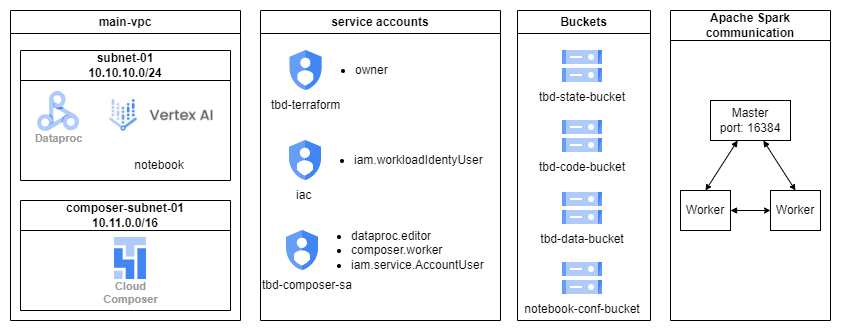 main-vpc
subnet-01
10.10.10.0/24
Dataproc
Vertex AI
notebook
composer-subnet-01
10.11.0.0/16
Cloud
Composer
service accounts
tbd-terraform
owner
iac
iam.workloadIdentyUser
tbd-composer-sa
dataproc.editor
composer.worker
iam.service.AccountUser
Buckets
tbd-state-bucket
tbd-code-bucket
tbd-data-bucket
notebook-conf-bucket
Apache Spark
communication
Master
port: 16384
Worker
Worker